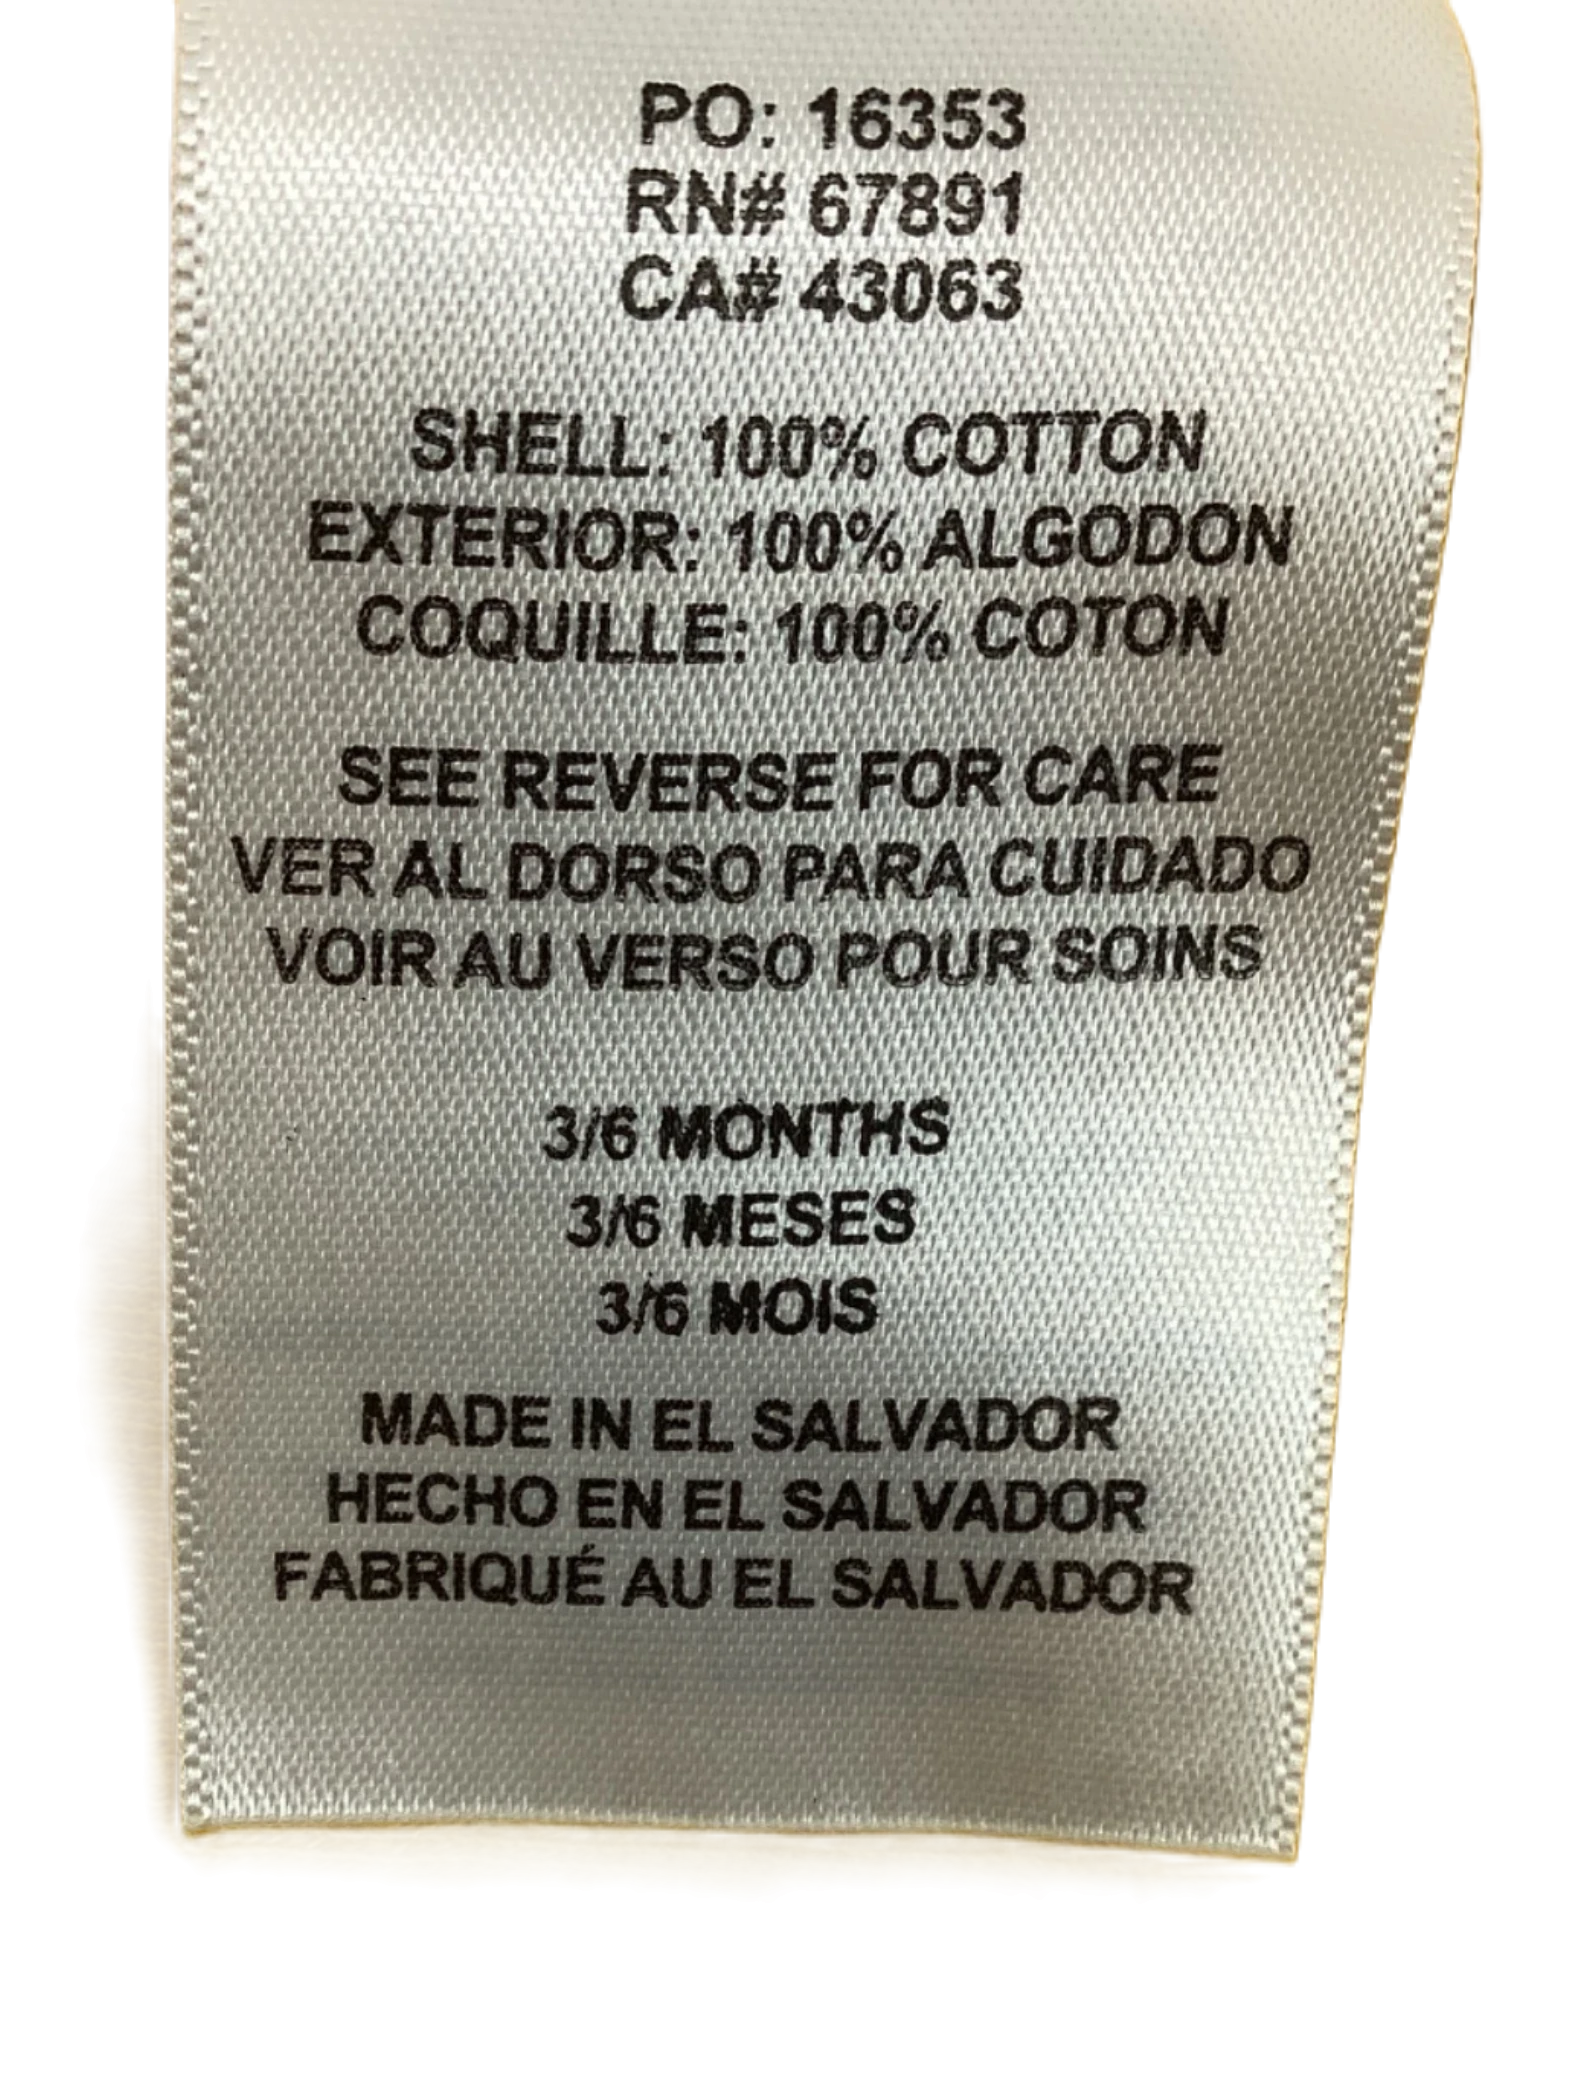 PO: 16353
RN# 67891
CA# 43063
SHELL: 100% COTTON
EXTERIOR: 100% ALGODON
COQUILLE: 100% COTON
SEE REVERSE FOR CARE
VER AL DORSO PARA CUIDADO
VOIR AU VERSO POUR SOINS
3/6 MONTHS
3/6 MESES
3/6 MOIS
MADE IN EL SALVADOR
HECHO EN EL SALVADOR
FABRIQUÉ AU EL SALVADOR